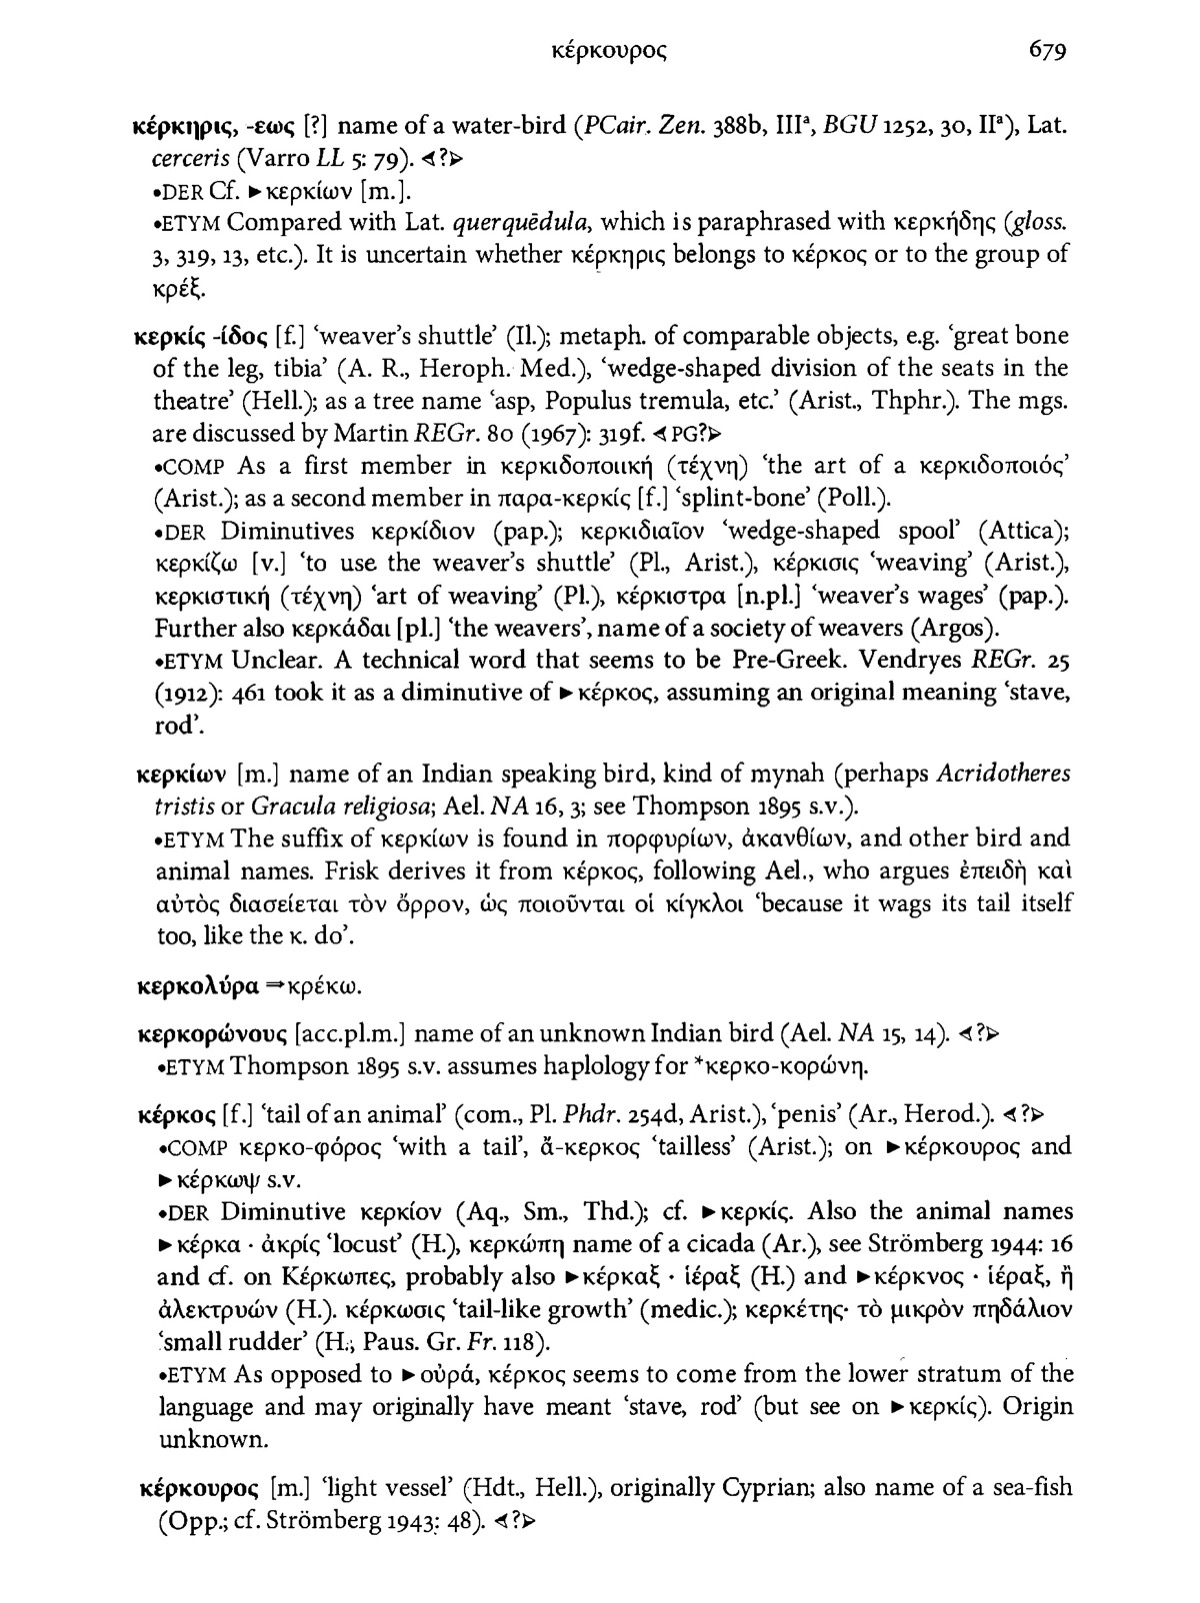 κέρκουρος 679
κέρκηρις, -εως [?] name of a water-bird (PCair. Zen. 388b, IIIᵃ, BGU 1252, 30, IIᵃ), Lat.
cerceris (Varro LL 5: 79). ⊲?⊳
•DER Cf. ►κερκίων [m.].
•ETYM Compared with Lat. querquēdula, which is paraphrased with κερκήδης (gloss.
3, 319, 13, etc.). It is uncertain whether κέρκηρις belongs to κέρκος or to the group of
κρέξ.
κερκίς -ίδος [f.] ‘weaver’s shuttle’ (Il.); metaph. of comparable objects, e.g. ‘great bone
of the leg, tibia’ (A. R., Heroph. Med.), ‘wedge-shaped division of the seats in the
theatre’ (Hell.); as a tree name ‘asp, Populus tremula, etc.’ (Arist., Thphr.). The mgs.
are discussed by Martin REGr. 80 (1967): 319f. ⊲PG?⊳
•COMP As a first member in κερκιδοποιική (τέχνη) ‘the art of a κερκιδοποιός’
(Arist.); as a second member in παρα-κερκίς [f.] ‘splint-bone’ (Poll.).
•DER Diminutives κερκίδιον (pap.); κερκιδιαῖον ‘wedge-shaped spool’ (Attica);
κερκίζω [v.] ‘to use the weaver’s shuttle’ (Pl., Arist.), κέρκισις ‘weaving’ (Arist.),
κερκιστική (τέχνη) ‘art of weaving’ (Pl.), κέρκιστρα [n.pl.] ‘weaver’s wages’ (pap.).
Further also κερκάδαι [pl.] ‘the weavers’, name of a society of weavers (Argos).
•ETYM Unclear. A technical word that seems to be Pre-Greek. Vendryes REGr. 25
(1912): 461 took it as a diminutive of ►κέρκος, assuming an original meaning ‘stave,
rod’.
κερκίων [m.] name of an Indian speaking bird, kind of mynah (perhaps Acridotheres
tristis or Gracula religiosa; Ael. NA 16, 3; see Thompson 1895 s.v.).
•ETYM The suffix of κερκίων is found in πορφυρίων, ἀκανθίων, and other bird and
animal names. Frisk derives it from κέρκος, following Ael., who argues ἐπειδὴ καὶ
αὐτὸς διασείεται τὸν ὄρρον, ὡς ποιοῦνται οἱ κίγκλοι ‘because it wags its tail itself
too, like the κ. do’.
κερκολύρα ⇒κρέκω.
κερκορώνους [acc.pl.m.] name of an unknown Indian bird (Ael. NA 15, 14). ⊲?⊳
•ETYM Thompson 1895 s.v. assumes haplology for *κερκο-κορώνη.
κέρκος [f.] ‘tail of an animal’ (com., Pl. Phdr. 254d, Arist.), ‘penis’ (Ar., Herod.). ⊲?⊳
•COMP κερκο-φόρος ‘with a tail’, ἄ-κερκος ‘tailless’ (Arist.); on ►κέρκουρος and
►κέρκωψ s.v.
•DER Diminutive κερκίον (Aq., Sm., Thd.); cf. ►κερκίς. Also the animal names
►κέρκα · ἀκρίς ‘locust’ (H.), κερκώπη name of a cicada (Ar.), see Strömberg 1944: 16
and cf. on Κέρκωπες, probably also ►κέρκαξ · ἱέραξ (H.) and ►κέρκνος · ἱέραξ, ἢ
ἀλεκτρυών (H.). κέρκωσις ‘tail-like growth’ (medic.); κερκέτης· τὸ μικρὸν πηδάλιον
‘small rudder’ (H.; Paus. Gr. Fr. 118).
•ETYM As opposed to ►οὐρά, κέρκος seems to come from the lower stratum of the
language and may originally have meant ‘stave, rod’ (but see on ►κερκίς). Origin
unknown.
κέρκουρος [m.] ‘light vessel’ (Hdt., Hell.), originally Cyprian; also name of a sea-fish
(Opp.; cf. Strömberg 1943: 48). ⊲?⊳